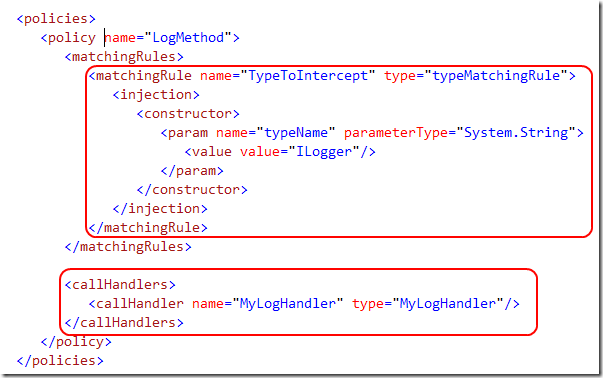 <policies>
<policy name="LogMethod">
<matchingRules>
<matchingRule name="TypeToIntercept" type="typeMatchingRule">
<injection>
<constructor>
<param name="typeName" parameterType="System.String">
<value value="ILogger"/>
</param>
</constructor>
</injection>
</matchingRule>
</matchingRules>
<callHandlers>
<callHandler name="MyLogHandler" type="MyLogHandler"/>
</callHandlers>
</policy>
</policies>